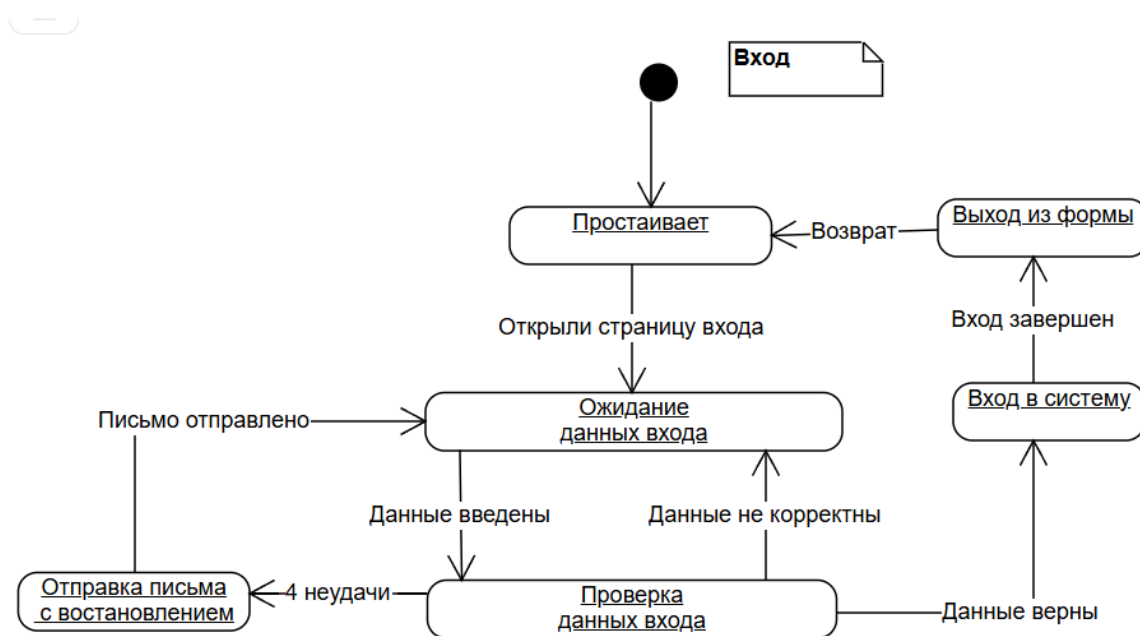 Вход
Простаивает
Выход из формы
Возврат
Открыли страницу входа
Вход завершен
Ожидание
данных входа
Вход в систему
Письмо отправлено
Данные введены
Данные не корректны
Отправка письма
с востановлением
4 неудачи
Проверка
данных входа
Данные верны